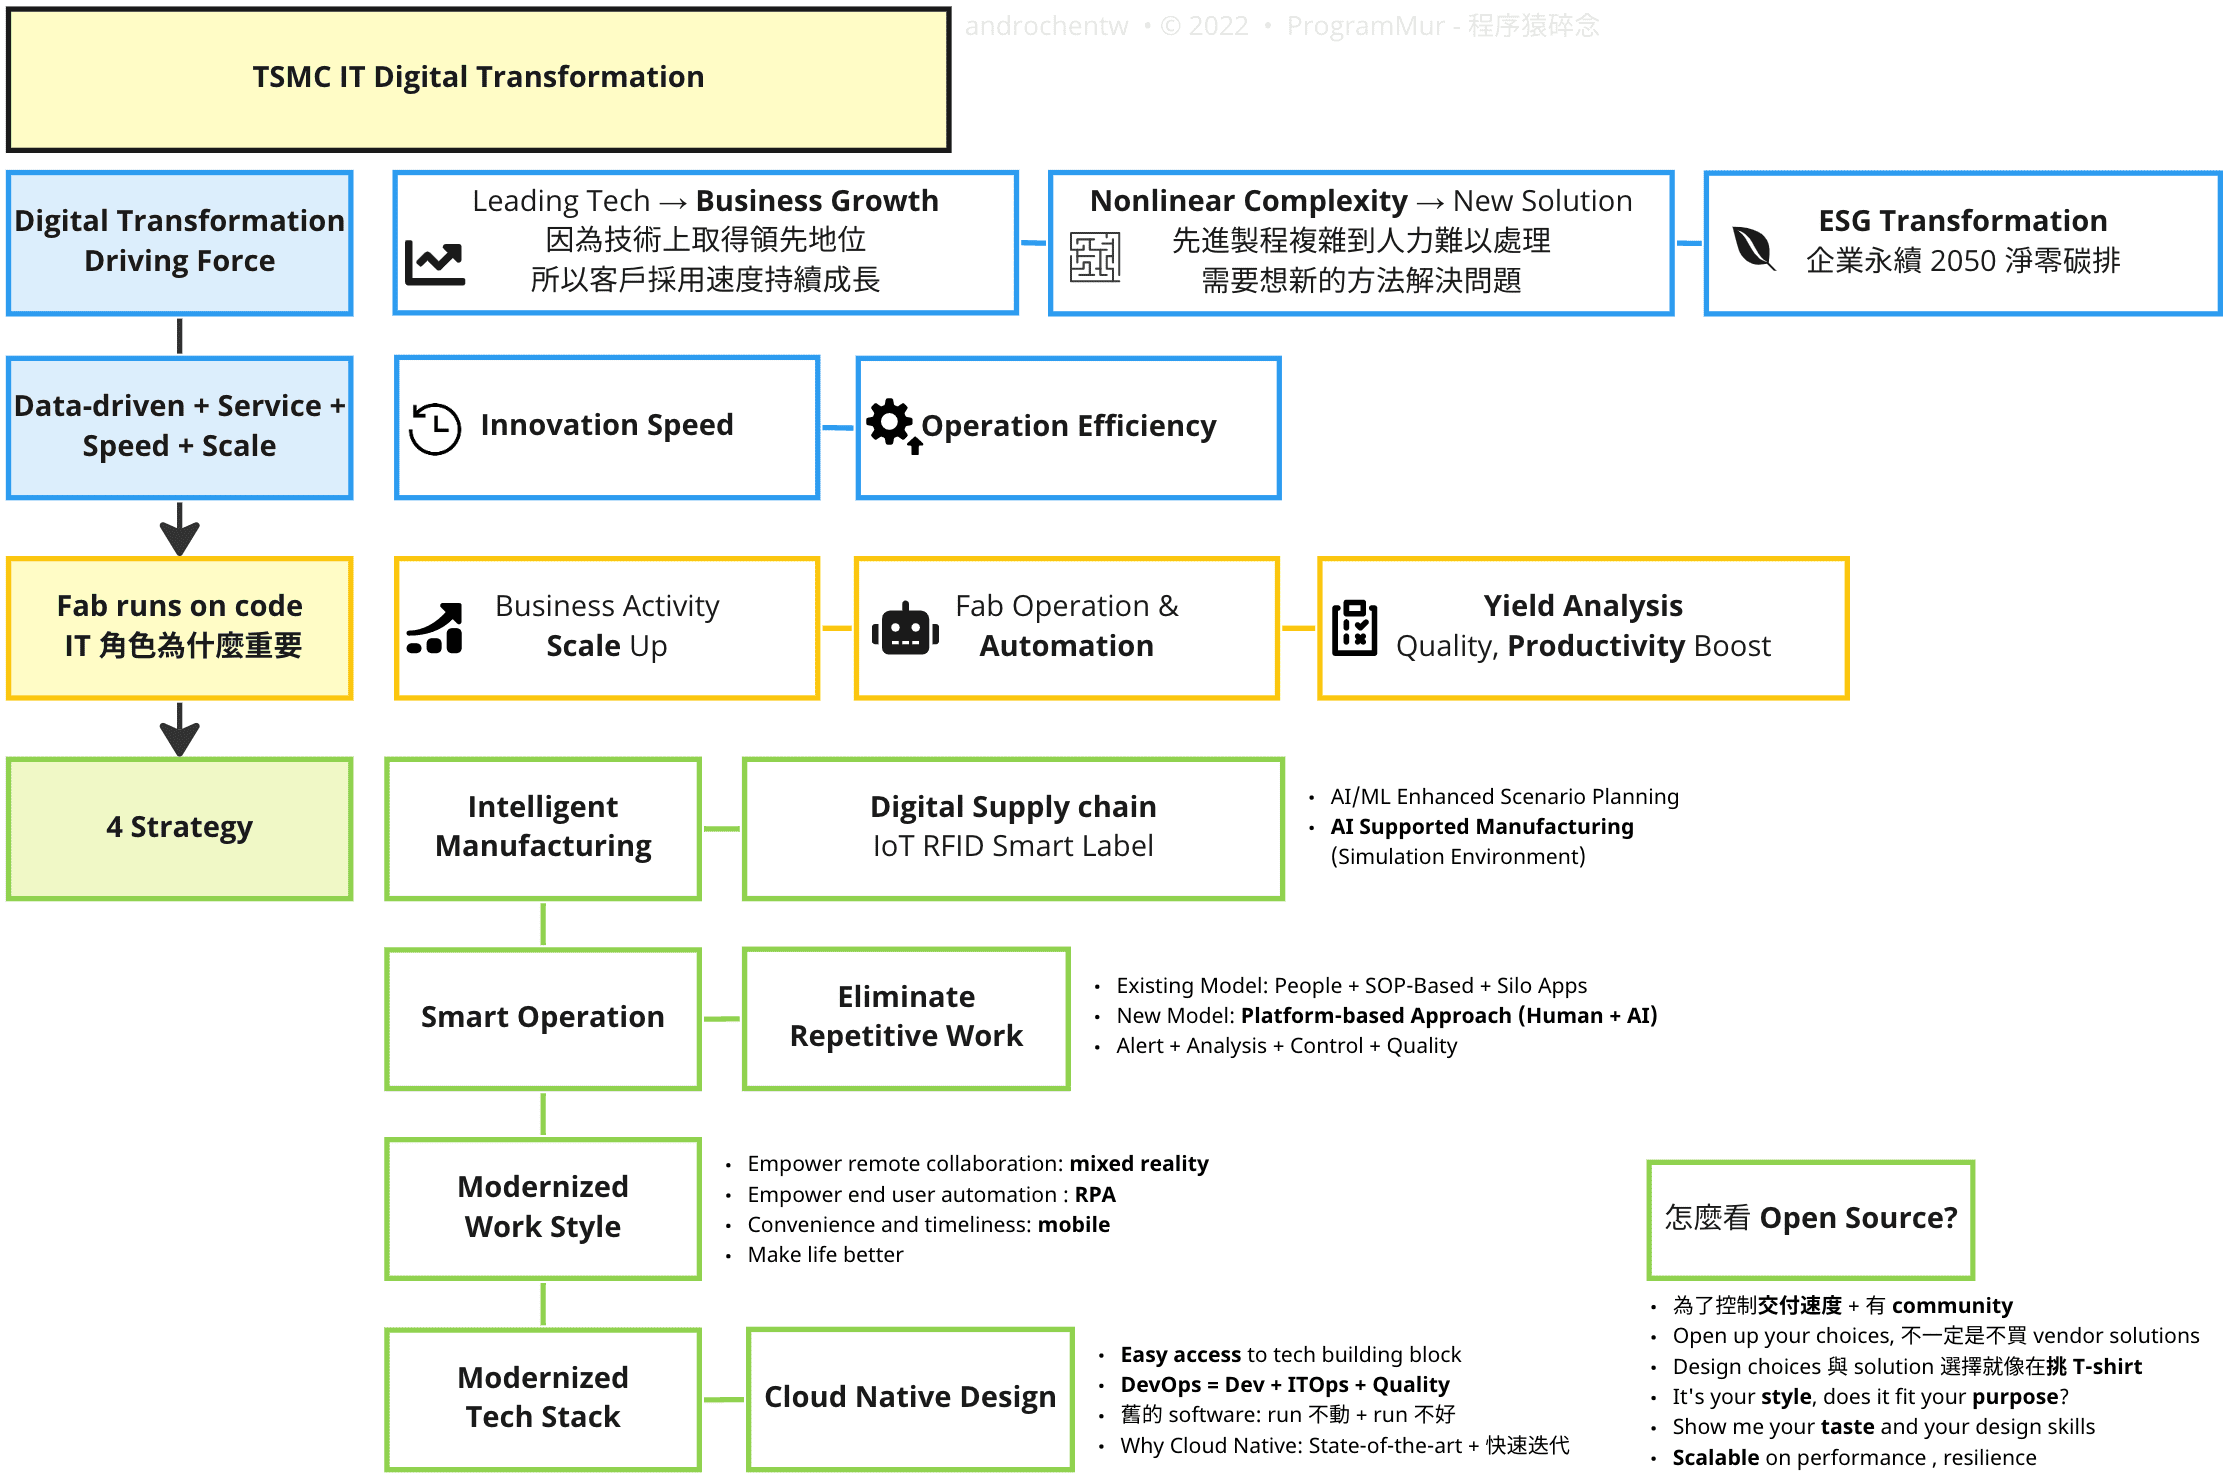 androchentw • © 2022 • ProgramMur - 程序猿碎念
TSMC IT Digital Transformation
Digital Transformation
Driving Force
Leading Tech → Business Growth
因為技術上取得領先地位
所以客戶採用速度持續成長
Nonlinear Complexity → New Solution
先進製程複雜到人力難以處理
需要想新的方法解決問題
ESG Transformation
企業永續 2050 淨零碳排
Data-driven + Service +
Speed + Scale
Innovation Speed
Operation Efficiency
Fab runs on code
IT 角色為什麼重要
Business Activity
Scale Up
Fab Operation &
Automation
Yield Analysis
Quality, Productivity Boost
4 Strategy
Intelligent
Manufacturing
Digital Supply chain
IoT RFID Smart Label
• AI/ML Enhanced Scenario Planning
• AI Supported Manufacturing
(Simulation Environment)
Smart Operation
Eliminate
Repetitive Work
• Existing Model: People + SOP-Based + Silo Apps
• New Model: Platform-based Approach (Human + AI)
• Alert + Analysis + Control + Quality
Modernized
Work Style
• Empower remote collaboration: mixed reality
• Empower end user automation : RPA
• Convenience and timeliness: mobile
• Make life better
Modernized
Tech Stack
Cloud Native Design
• Easy access to tech building block
• DevOps = Dev + ITOps + Quality
• 舊的 software: run 不動 + run 不好
• Why Cloud Native: State-of-the-art + 快速迭代
怎麼看 Open Source?
• 為了控制交付速度 + 有 community
• Open up your choices, 不一定是不買 vendor solutions
• Design choices 與 solution 選擇就像在挑 T-shirt
• It's your style, does it fit your purpose?
• Show me your taste and your design skills
• Scalable on performance , resilience